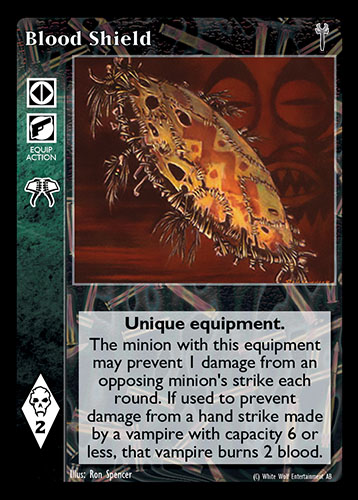 Blood Shield
EQUIP
ACTION
Unique equipment.
The minion with this equipment
may prevent 1 damage from an
opposing minion's strike each
round. If used to prevent
damage from a hand strike made
by a vampire with capacity 6 or
less, that vampire burns 2 blood.
2
Illus: Ron Spencer
(C) White Wolf Entertainment AB